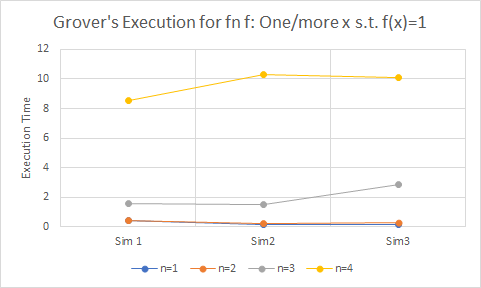 Grover's Execution for fn f: One/more x s.t. f(x)=1
12
10
8
6
4
2
0
Execution Time
Sim 1 Sim2 Sim3
n=1 n=2 n=3 n=4